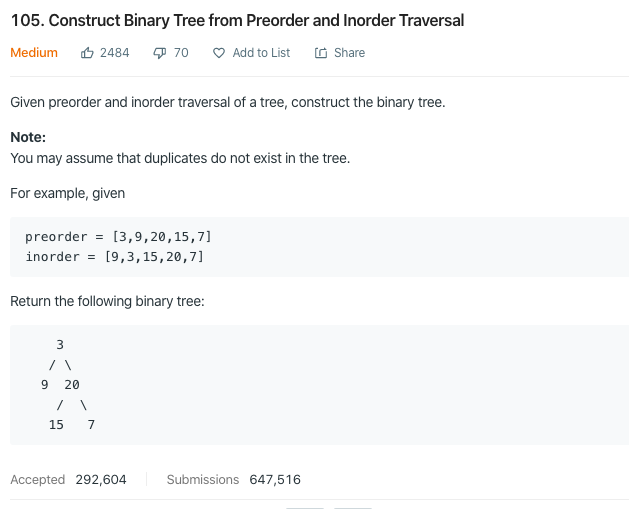 105. Construct Binary Tree from Preorder and Inorder Traversal
Medium 2484 70 Add to List Share
Given preorder and inorder traversal of a tree, construct the binary tree.
Note:
You may assume that duplicates do not exist in the tree.
For example, given
preorder = [3,9,20,15,7]
inorder = [9,3,15,20,7]
Return the following binary tree:
    3
   / \
  9  20
    /  \
   15   7
Accepted 292,604 Submissions 647,516